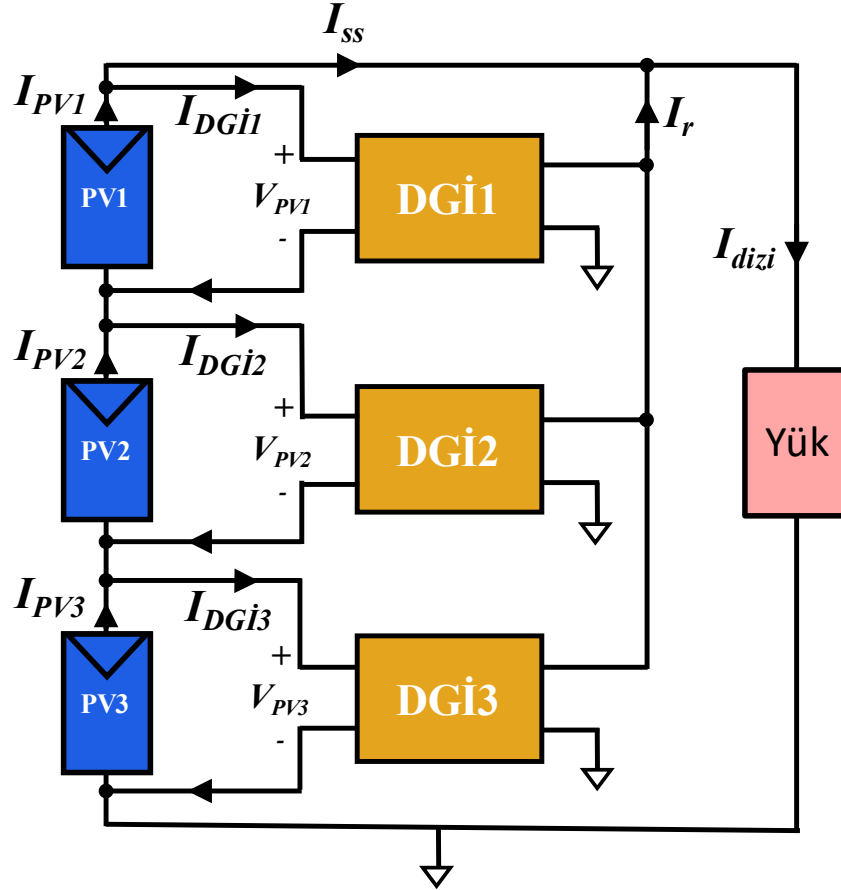 I_ss
I_PV1
I_DGİ1
I_r
+
PV1
V_PV1
DGİ1
-
I_dizi
I_PV2
I_DGİ2
+
PV2
V_PV2
DGİ2
Yük
-
I_PV3
I_DGİ3
+
PV3
V_PV3
DGİ3
-